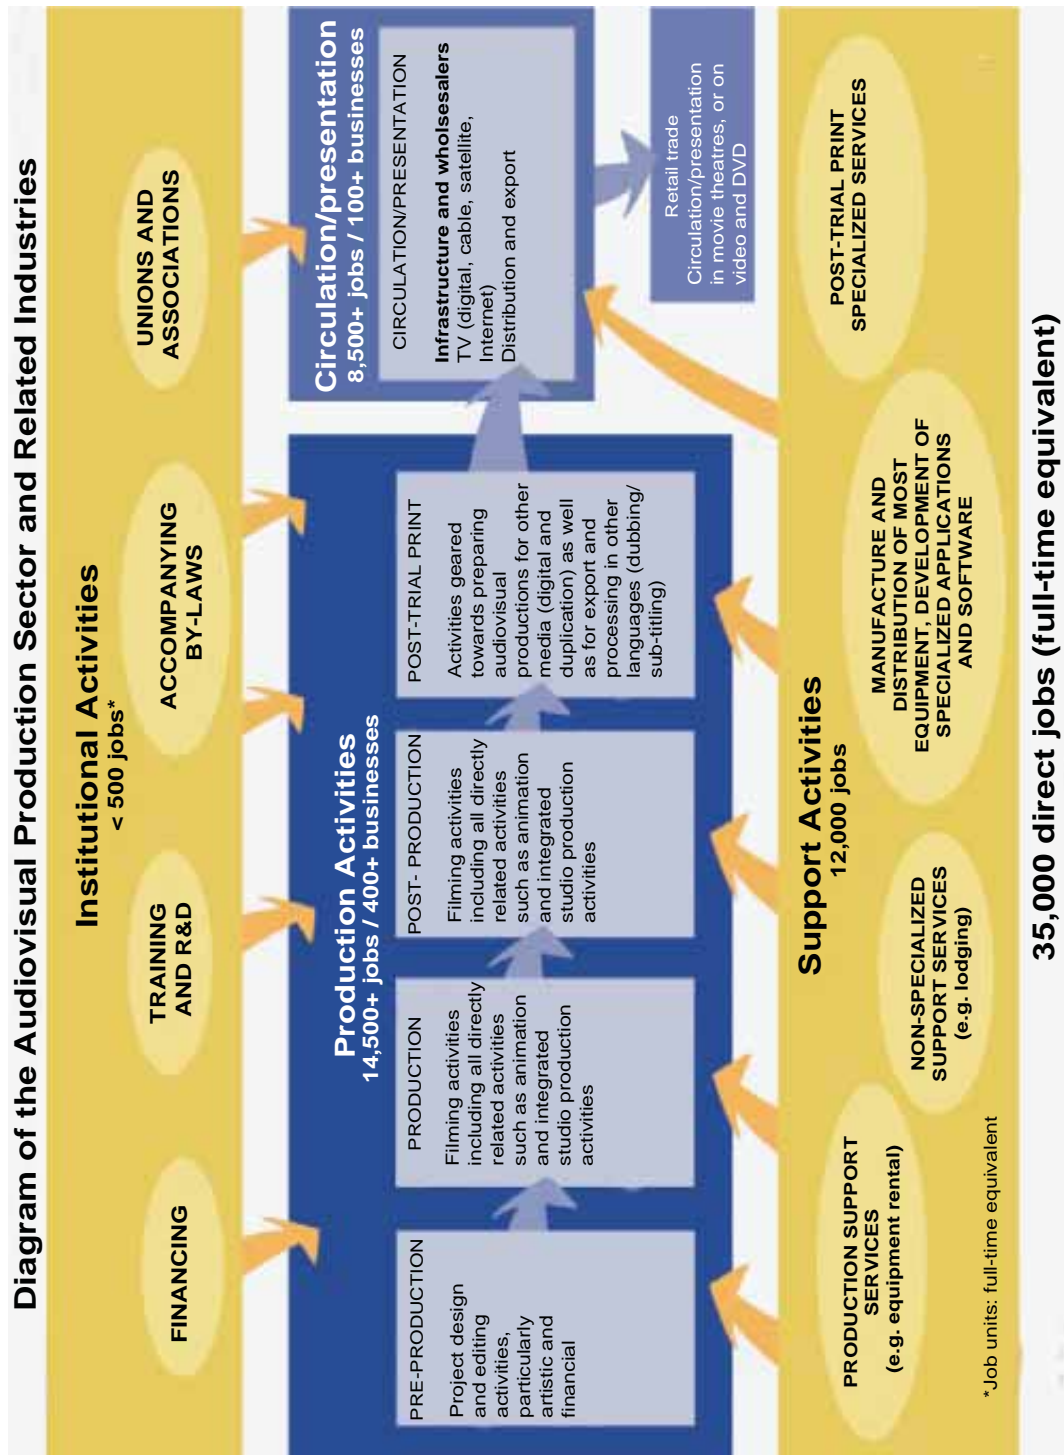 Diagram of the Audiovisual Production Sector and Related Industries
Institutional Activities
< 500 jobs*
FINANCING
TRAINING
AND R&D
ACCOMPANYING
BY-LAWS
UNIONS AND
ASSOCIATIONS
Production Activities
14,500+ jobs / 400+ businesses
PRE-PRODUCTION
Project design
and editing
activities,
particularly
artistic and
financial
PRODUCTION
Filming activities
including all directly
related activities
such as animation
and integrated
studio production
activities
POST- PRODUCTION
Filming activities
including all directly
related activities
such as animation
and integrated
studio production
activities
POST-TRIAL PRINT
Activities geared
towards preparing
audiovisual
productions for other
media (digital and
duplication) as well
as for export and
processing in other
languages (dubbing/
sub-titling)
Circulation/presentation
8,500+ jobs / 100+ businesses
CIRCULATION/PRESENTATION
Infrastructure and wholsesalers
TV (digital, cable, satellite,
Internet)
Distribution and export
Retail trade
Circulation/presentation
in movie theatres, or on
video and DVD
Support Activities
12,000 jobs
PRODUCTION SUPPORT
SERVICES
(e.g. equipment rental)
NON-SPECIALIZED
SUPPORT SERVICES
(e.g. lodging)
MANUFACTURE AND
DISTRIBUTION OF MOST
EQUIPMENT, DEVELOPMENT OF
SPECIALIZED APPLICATIONS
AND SOFTWARE
POST-TRIAL PRINT
SPECIALIZED SERVICES
*Job units: full-time equivalent
35,000 direct jobs (full-time equivalent)